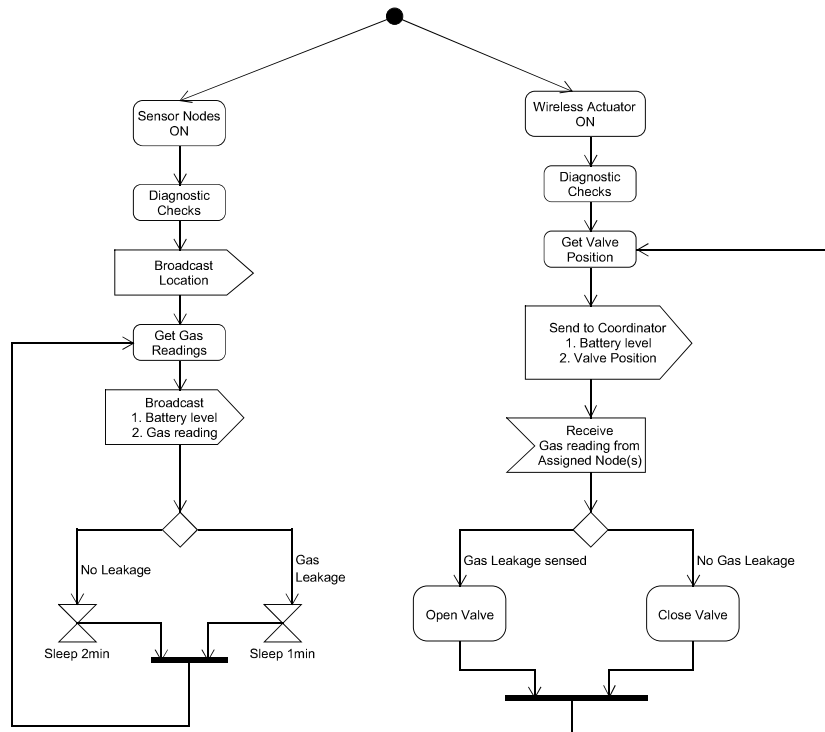 Sensor Nodes
ON
Diagnostic
Checks
Broadcast
Location
Get Gas
Readings
Broadcast
1. Battery level
2. Gas reading
No Leakage
Gas
Leakage
Sleep 2min
Sleep 1min
Wireless Actuator
ON
Diagnostic
Checks
Get Valve
Position
Send to Coordinator
1. Battery level
2. Valve Position
Receive
Gas reading from
Assigned Node(s)
Gas Leakage sensed
No Gas Leakage
Open Valve
Close Valve